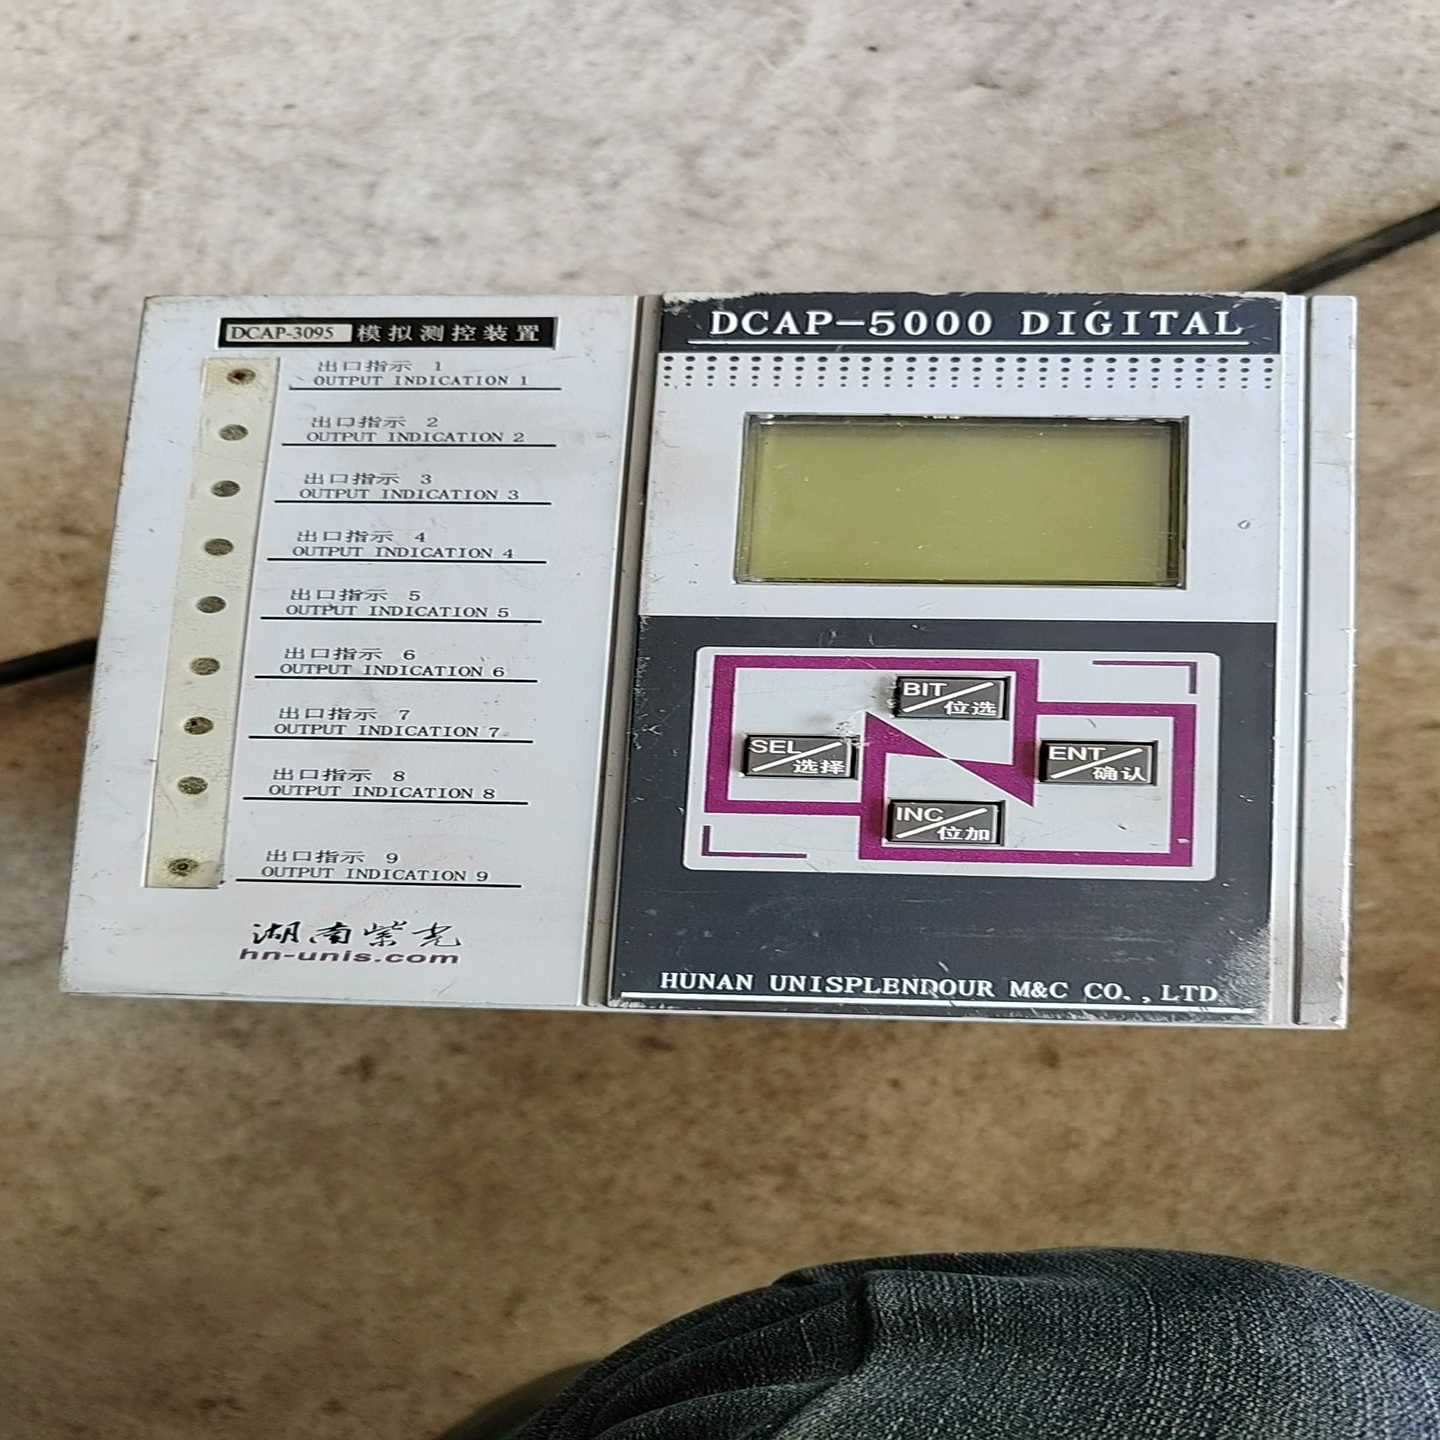 DCAP-3095 模拟测控装置
出口指示 1
OUTPUT INDICATION 1
出口指示 2
OUTPUT INDICATION 2
出口指示 3
OUTPUT INDICATION 3
出口指示 4
OUTPUT INDICATION 4
出口指示 5
OUTPUT INDICATION 5
出口指示 6
OUTPUT INDICATION 6
出口指示 7
OUTPUT INDICATION 7
出口指示 8
OUTPUT INDICATION 8
出口指示 9
OUTPUT INDICATION 9
湖南紫光
hn-unis.com
DCAP-5000 DIGITAL
BIT/位选
SEL/选择
ENT/确认
INC/位加
HUNAN UNISPLENDOUR M&C CO.,LTD